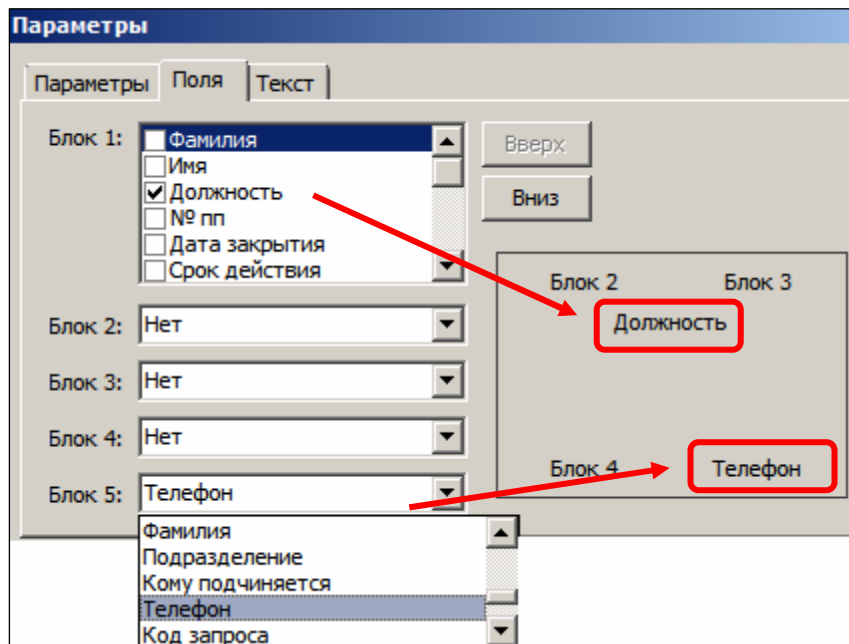 Параметры
Параметры Поля Текст
Блок 1:
Фамилия
Имя
Должность
№ пп
Дата закрытия
Срок действия
Вверх
Вниз
Блок 2: Нет
Блок 3: Нет
Блок 4: Нет
Блок 5: Телефон
Фамилия
Подразделение
Кому подчиняется
Телефон
Код запроса
Блок 2 Блок 3
Должность
Блок 4 Телефон